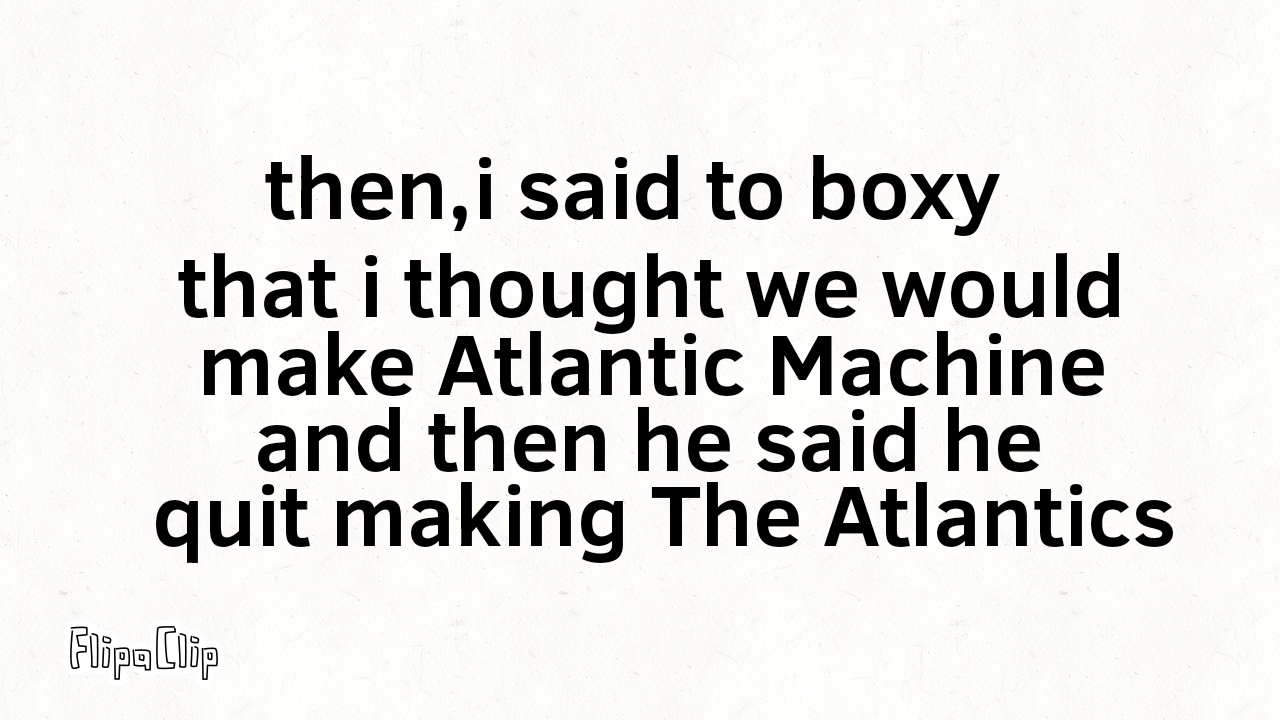 then,i said to boxy
that i thought we would
make Atlantic Machine
and then he said he
quit making The Atlantics
FlipaClip